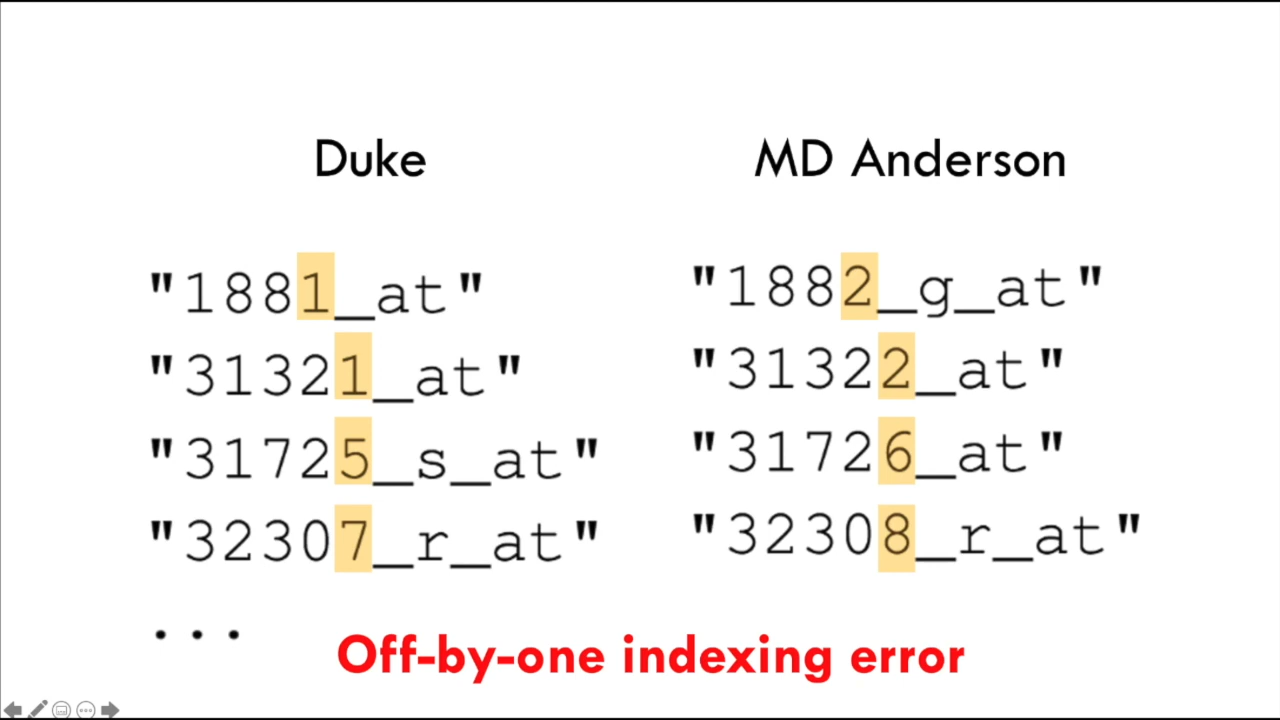 Duke
MD Anderson
"1881_at"
"1882_g_at"
"31321_at"
"31322_at"
"31725_s_at"
"31726_at"
"32307_r_at"
"32308_r_at"
...
Off-by-one indexing error